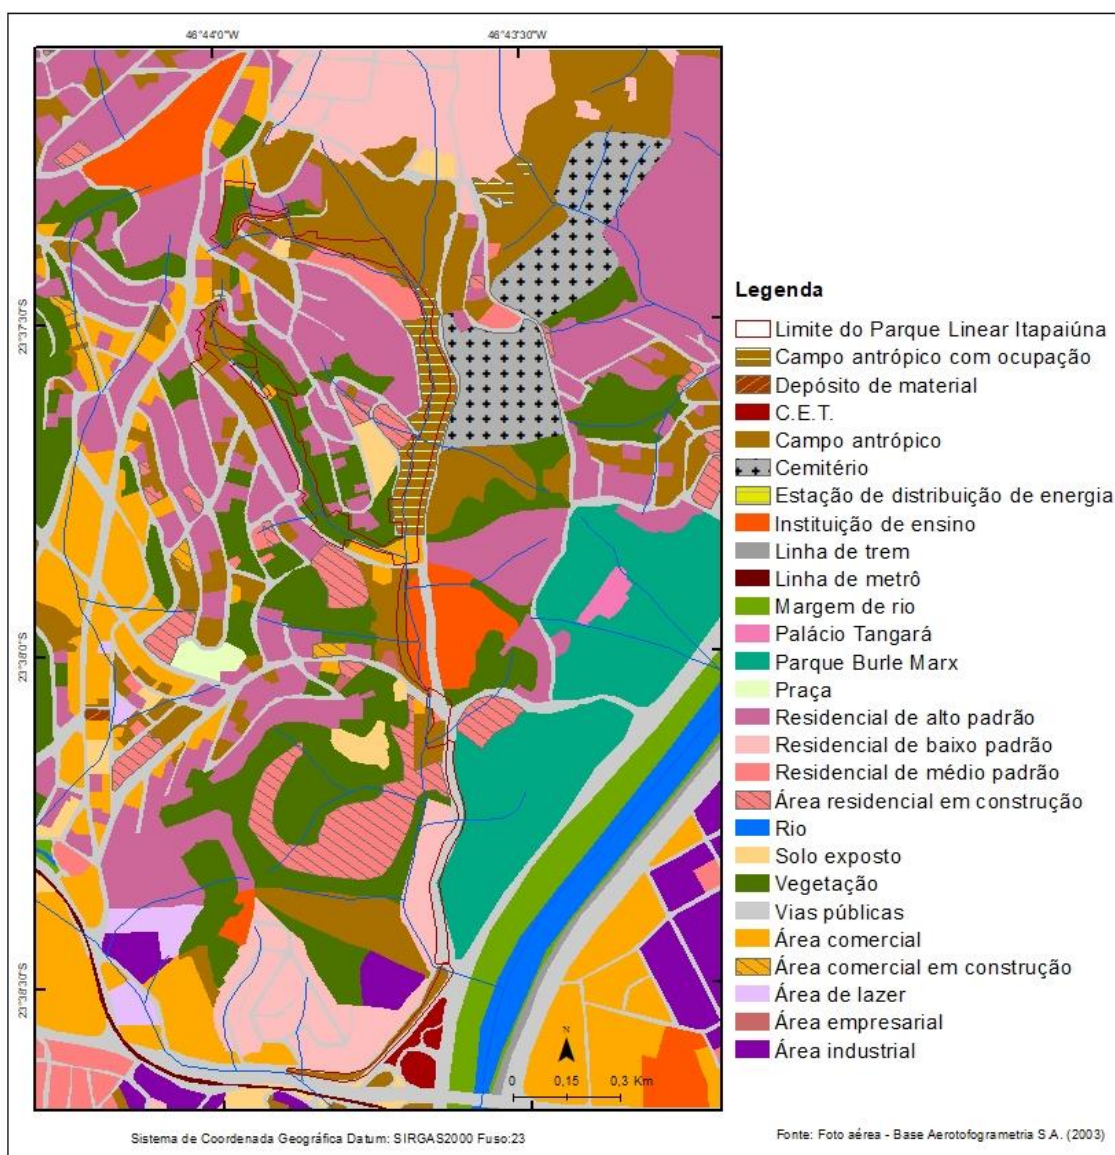 46°44'0"W
46°43'30"W
23°37'30"S
23°38'0"S
23°38'30"S
Legenda
Limite do Parque Linear Itapaiúna
Campo antrópico com ocupação
Depósito de material
C.E.T.
Campo antrópico
Cemitério
Estação de distribuição de energia
Instituição de ensino
Linha de trem
Linha de metrô
Margem de rio
Palácio Tangará
Parque Burle Marx
Praça
Residencial de alto padrão
Residencial de baixo padrão
Residencial de médio padrão
Área residencial em construção
Rio
Solo exposto
Vegetação
Vias públicas
Área comercial
Área comercial em construção
Área de lazer
Área empresarial
Área industrial
N
0 0,15 0,3 Km
Sistema de Coordenada Geográfica Datum: SIRGAS2000 Fuso:23
Fonte: Foto aérea - Base Aerotofogrametria S.A. (2003)